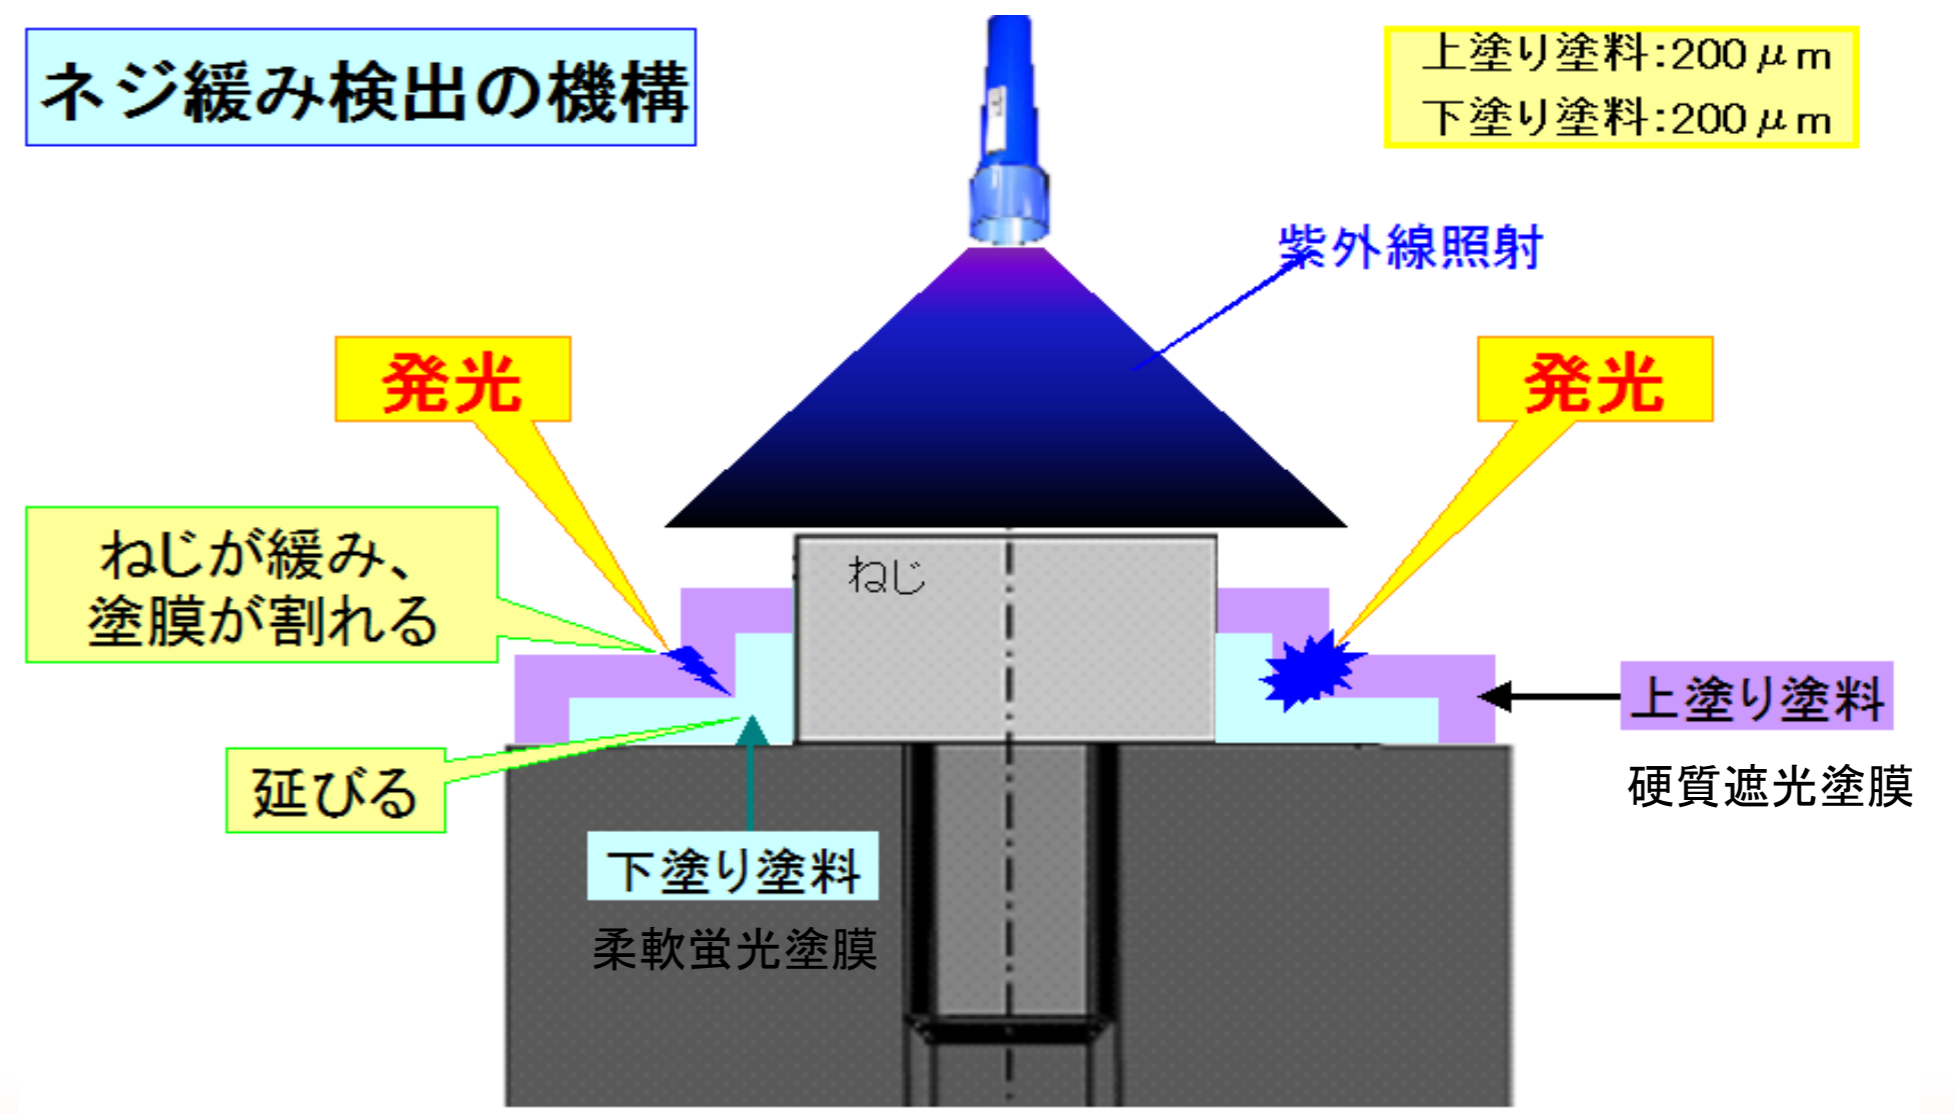 ネジ緩み検出の機構
上塗り塗料:200μm
下塗り塗料:200μm
紫外線照射
発光
発光
ねじが緩み、
塗膜が割れる
ねじ
上塗り塗料
硬質遮光塗膜
延びる
下塗り塗料
柔軟蛍光塗膜